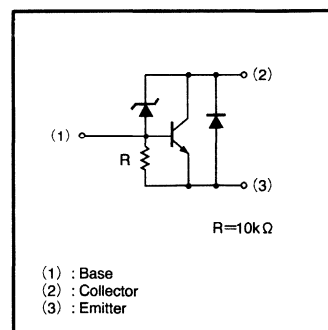 (2)
(1)
R
(3)
R=10kΩ
(1) : Base
(2) : Collector
(3) : Emitter